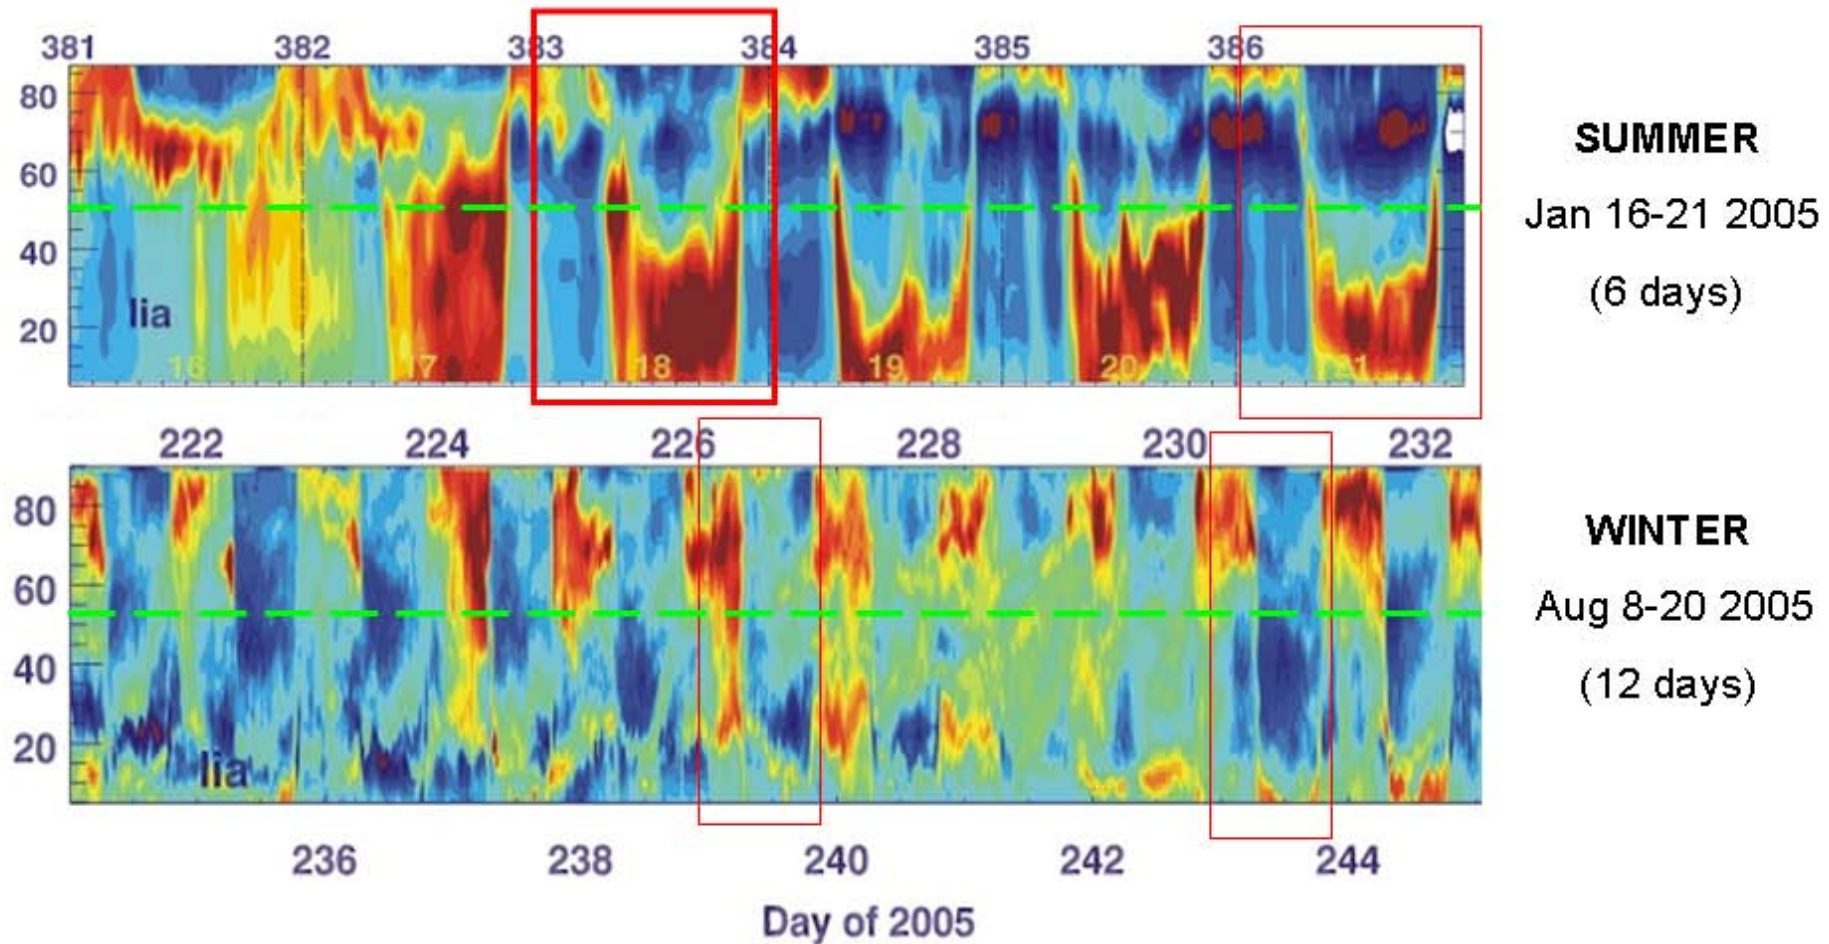 381 382 383 384 385 386
80
60
40
20
lia
16 17 18 19 20 21
SUMMER
Jan 16-21 2005
(6 days)
222 224 226 228 230 232
80
60
40
20
lia
WINTER
Aug 8-20 2005
(12 days)
236 238 240 242 244
Day of 2005